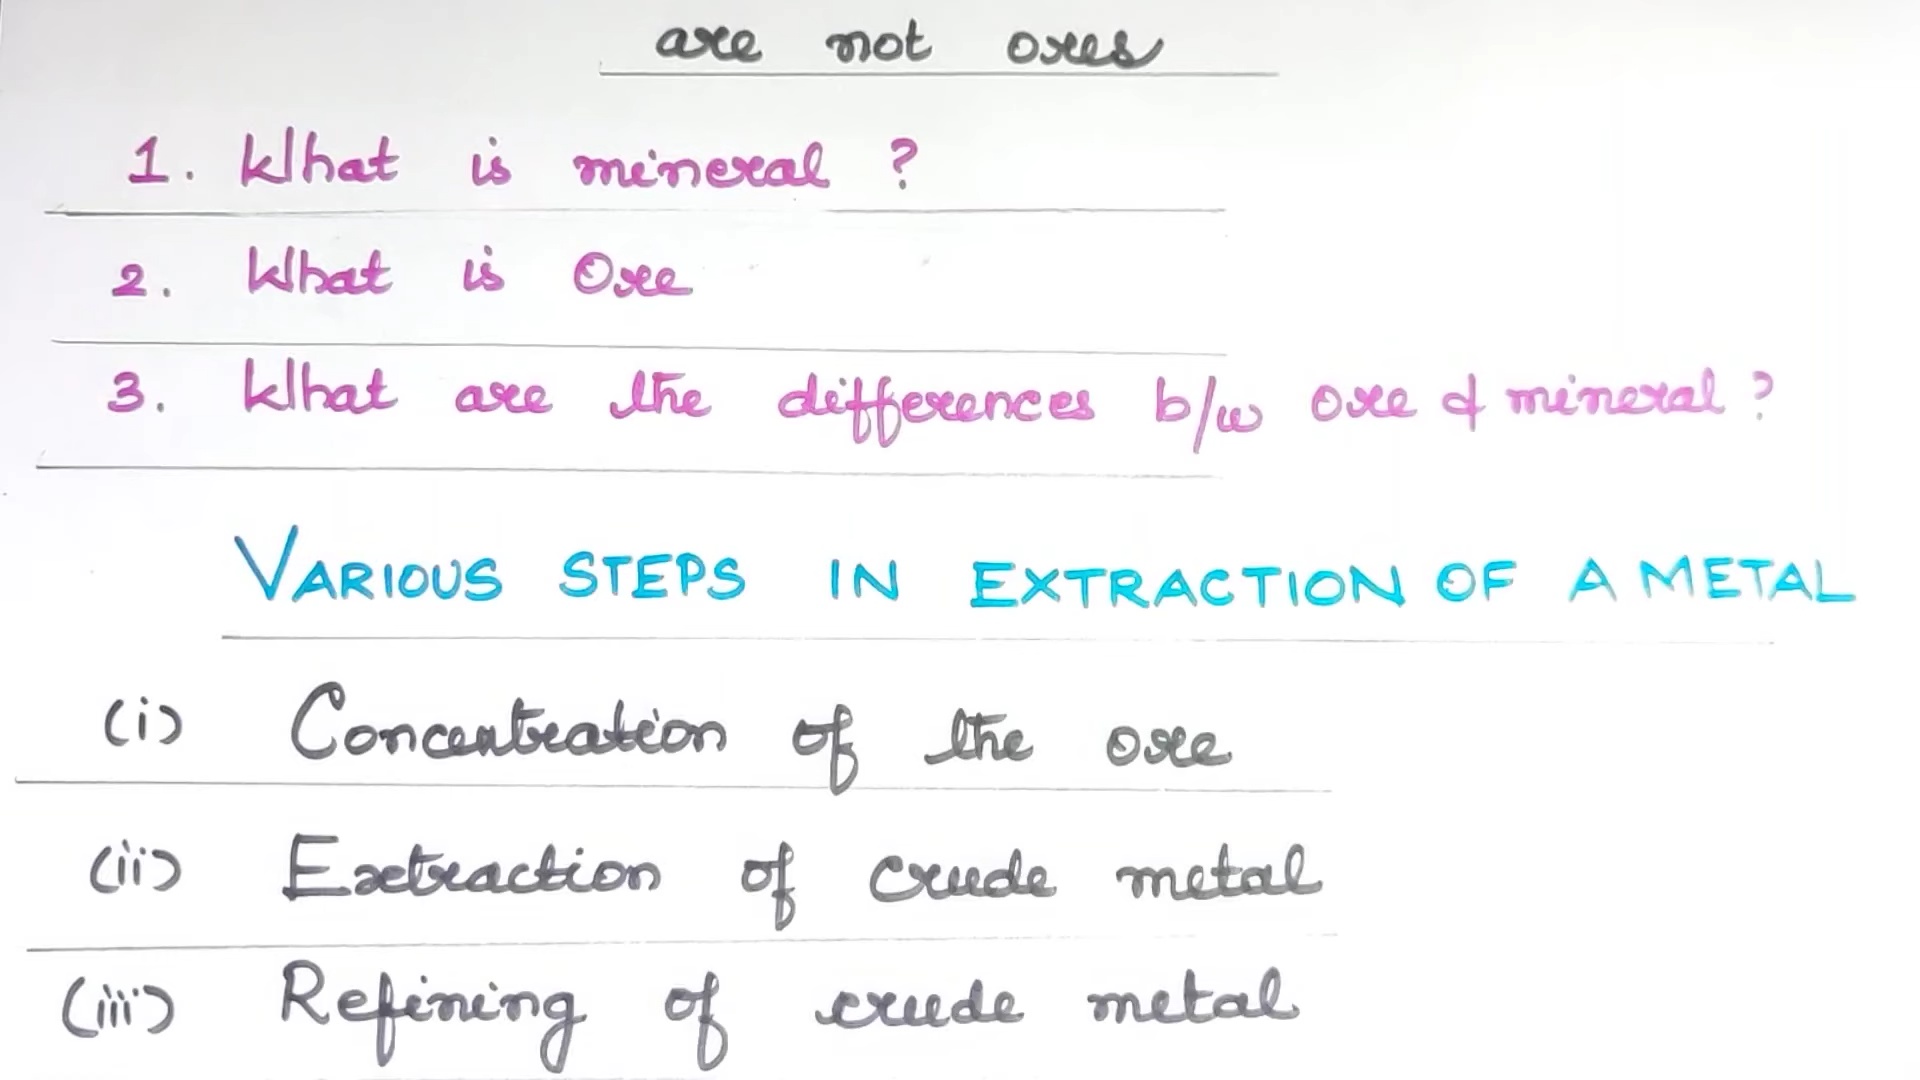 are not ores
1. What is mineral ?
2. What is Ore
3. What are the differences b/w ore & mineral ?
VARIOUS STEPS IN EXTRACTION OF A METAL
(i) Concentration of the ore
(ii) Extraction of crude metal
(iii) Refining of crude metal